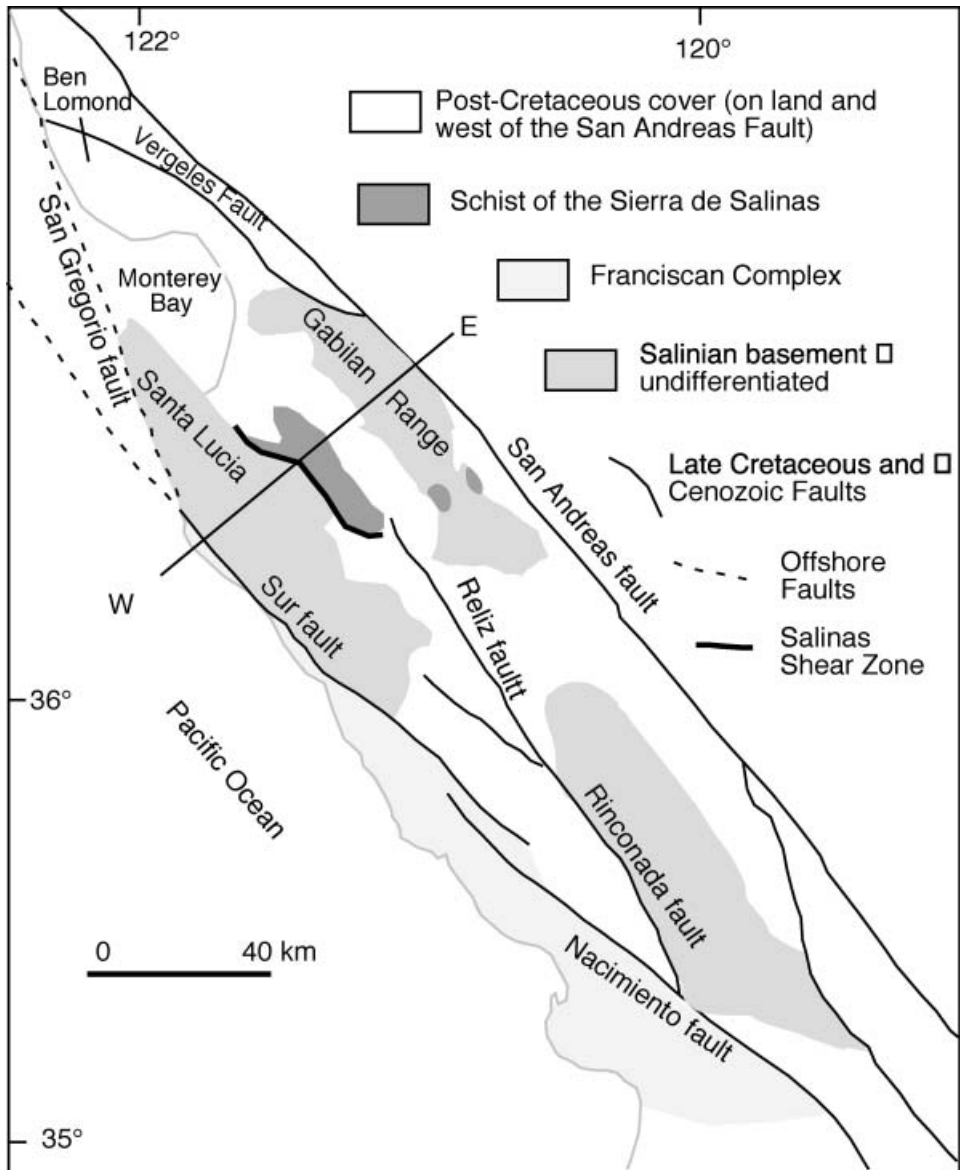 122°
120°
Ben
Lomond
Post-Cretaceous cover (on land and
west of the San Andreas Fault)
Vergeles Fault
Schist of the Sierra de Salinas
San Gregorio fault
Monterey
Bay
Franciscan Complex
E
Gabilan
Range
Salinian basement □
undifferentiated
Santa Lucia
San Andreas fault
Late Cretaceous and □
Cenozoic Faults
Offshore
Faults
W
Sur fault
Reliz faultt
Salinas
Shear Zone
36°
Pacific Ocean
Rinconada fault
0 40 km
Nacimiento fault
35°